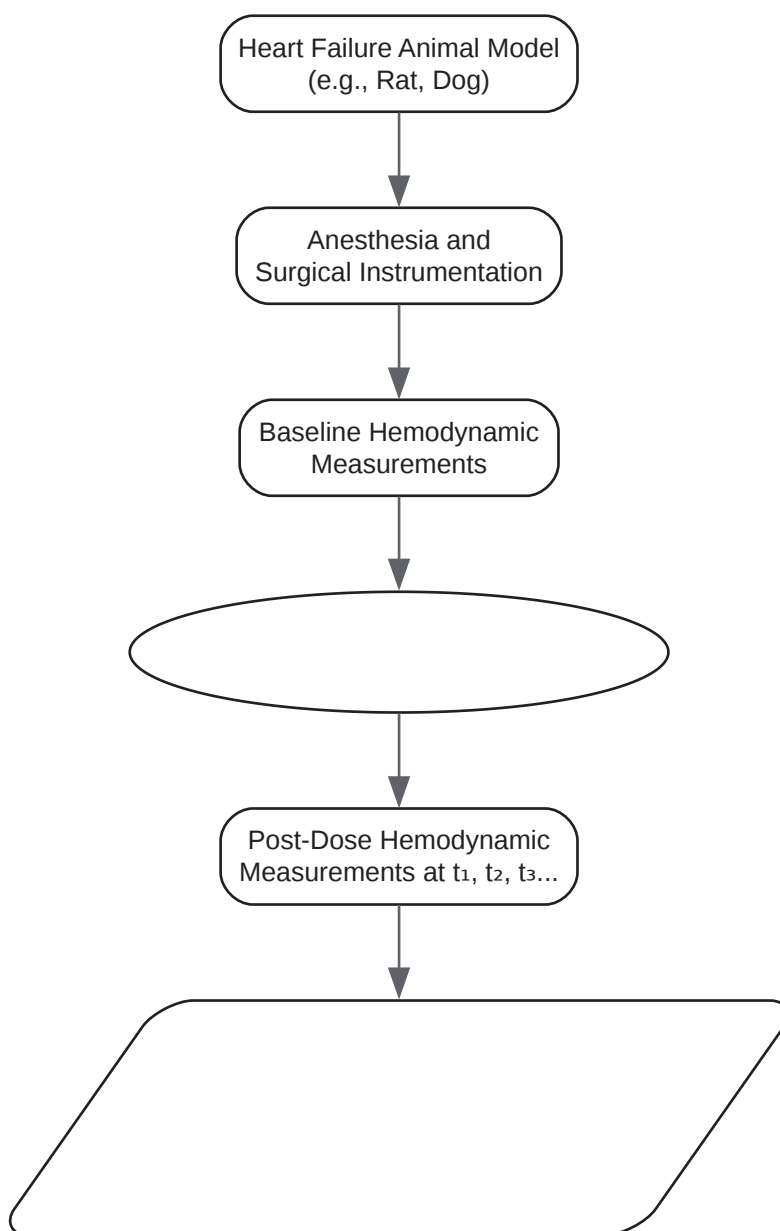 Heart Failure Animal Model
(e.g., Rat, Dog)
Anesthesia and
Surgical Instrumentation
Baseline Hemodynamic
Measurements
Post-Dose Hemodynamic
Measurements at t₁, t₂, t₃...